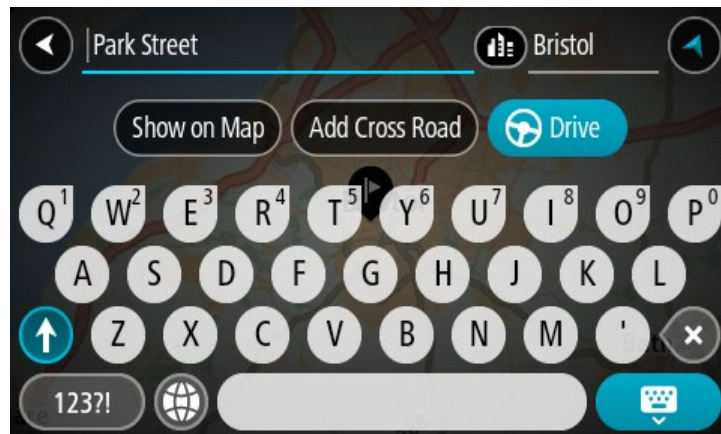 Park Street Bristol
Show on Map Add Cross Road Drive
Q1 W2 E3 R4 T5 Y6 U7 I8 O9 P0
A S D F G H J K L
Z X C V B N M '
123?!